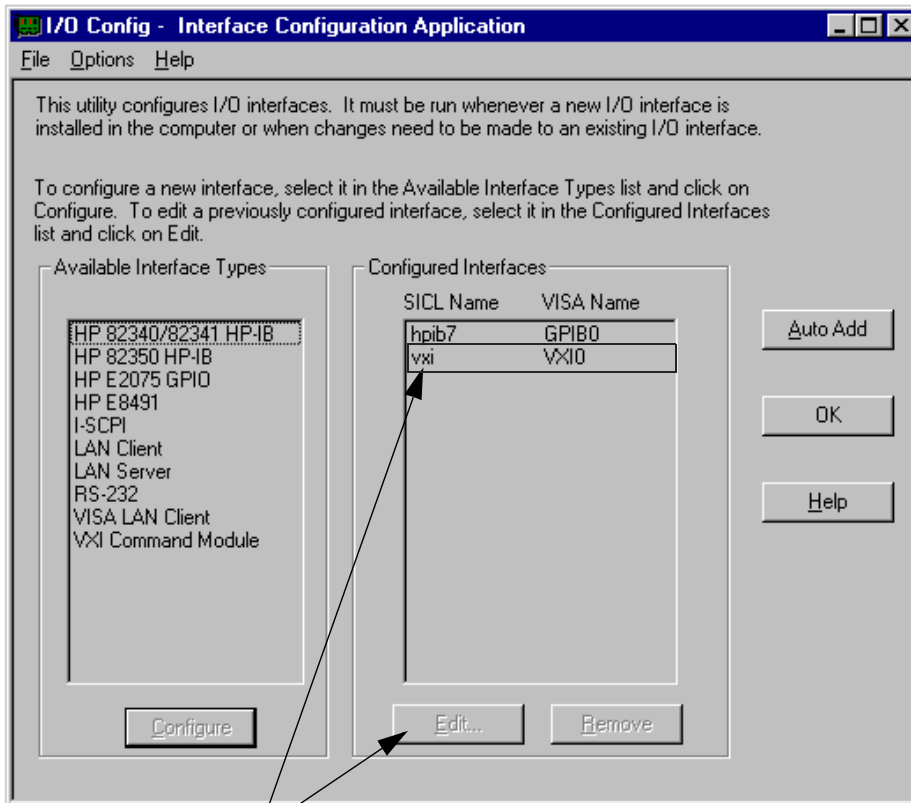 I/O Config - Interface Configuration Application
File Options Help
This utility configures I/O interfaces. It must be run whenever a new I/O interface is
installed in the computer or when changes need to be made to an existing I/O interface.
To configure a new interface, select it in the Available Interface Types list and click on
Configure. To edit a previously configured interface, select it in the Configured Interfaces
list and click on Edit.
Available Interface Types
HP 82340/82341 HP-IB
HP 82350 HP-IB
HP E2075 GPIO
HP E8491
I-SCPI
LAN Client
LAN Server
RS-232
VISA LAN Client
VXI Command Module
Configure
Configured Interfaces
SICL Name VISA Name
hpib7 GPIB0
vxi VXI0
Edit... Remove
Auto Add
OK
Help